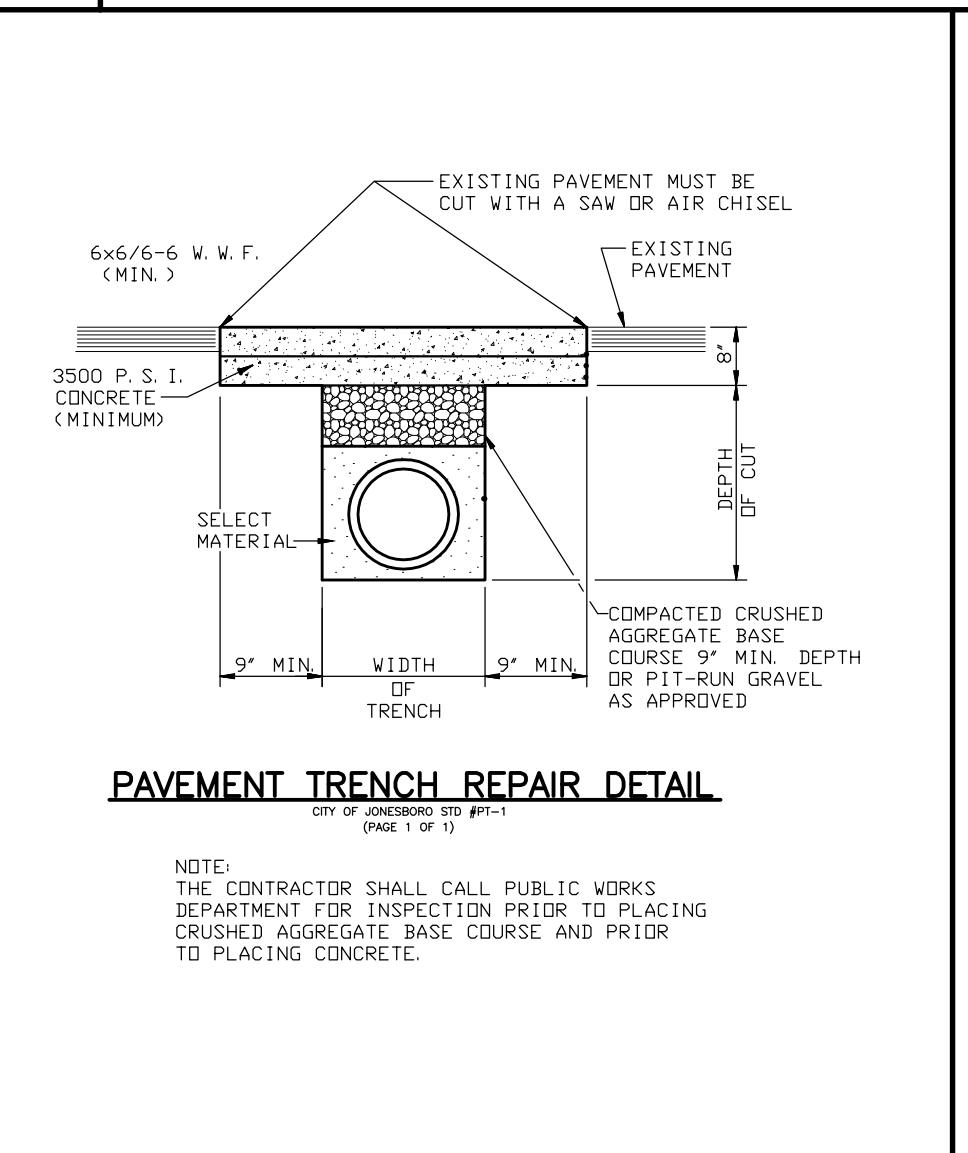 EXISTING PAVEMENT MUST BE
CUT WITH A SAW OR AIR CHISEL
6x6/6-6 W. W. F.
(MIN. )
EXISTING
PAVEMENT
8"
3500 P. S. I.
CONCRETE
(MINIMUM)
DEPTH
OF CUT
SELECT
MATERIAL
COMPACTED CRUSHED
AGGREGATE BASE
COURSE 9" MIN. DEPTH
OR PIT-RUN GRAVEL
AS APPROVED
9" MIN.
WIDTH
OF
TRENCH
9" MIN.
PAVEMENT TRENCH REPAIR DETAIL
CITY OF JONESBORO STD #PT-1
(PAGE 1 OF 1)
NOTE:
THE CONTRACTOR SHALL CALL PUBLIC WORKS
DEPARTMENT FOR INSPECTION PRIOR TO PLACING
CRUSHED AGGREGATE BASE COURSE AND PRIOR
TO PLACING CONCRETE.